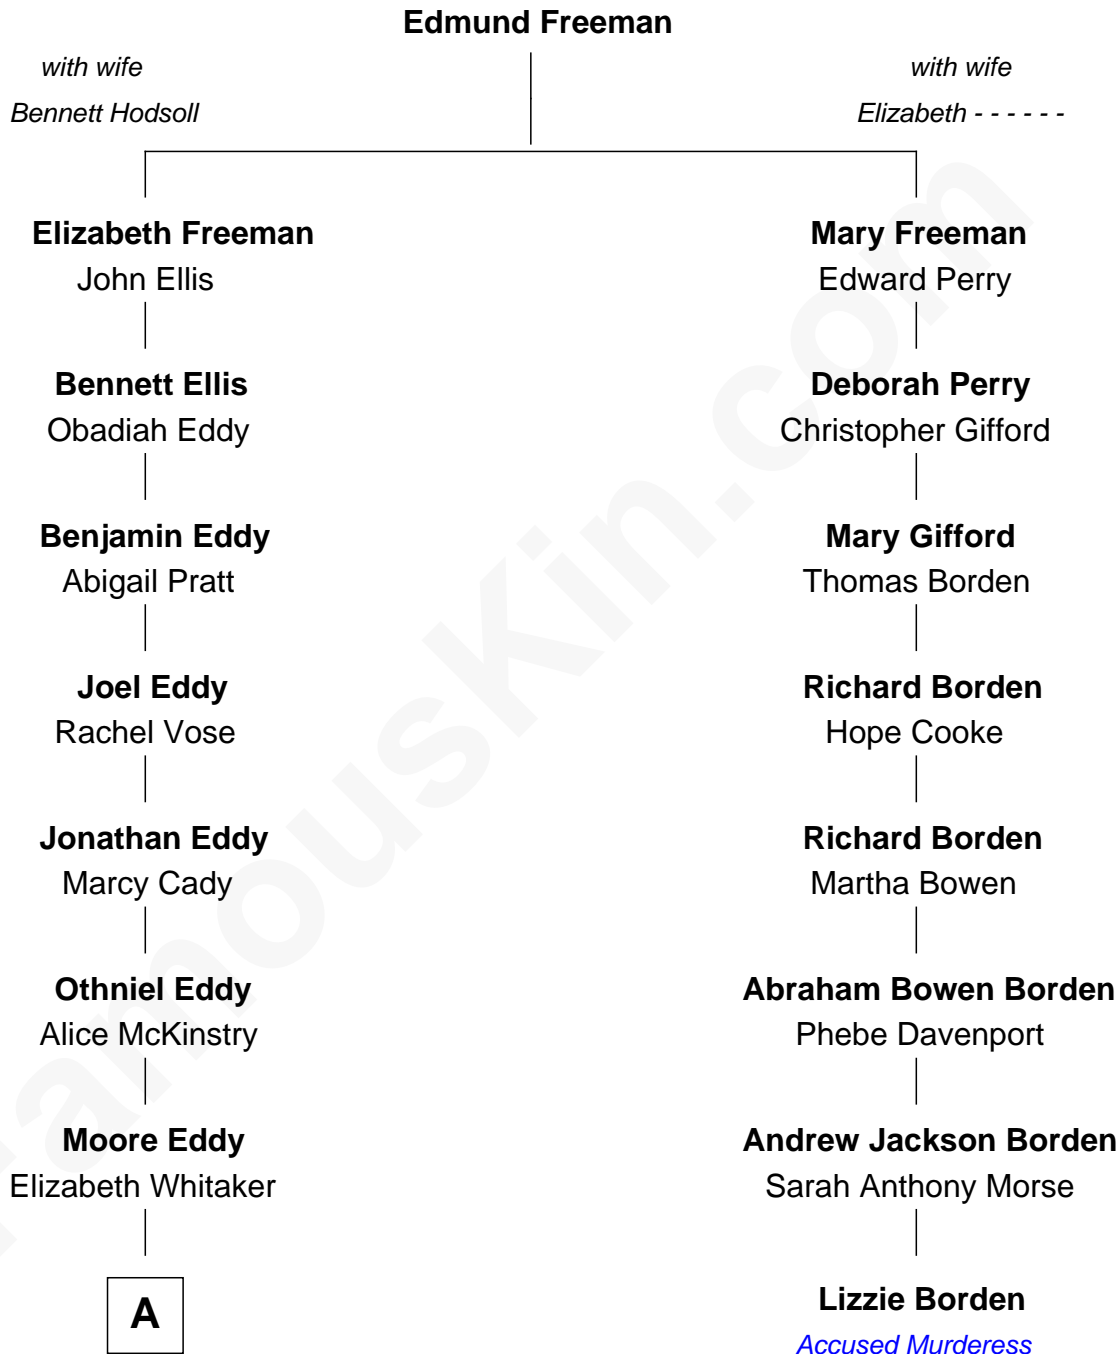 Edmund Freeman
with wife
Bennett Hodsoll
with wife
Elizabeth - - - - - -
Elizabeth Freeman
John Ellis
Mary Freeman
Edward Perry
Bennett Ellis
Obadiah Eddy
Deborah Perry
Christopher Gifford
Benjamin Eddy
Abigail Pratt
Mary Gifford
Thomas Borden
Joel Eddy
Rachel Vose
Richard Borden
Hope Cooke
Jonathan Eddy
Marcy Cady
Richard Borden
Martha Bowen
Othniel Eddy
Alice McKinstry
Abraham Bowen Borden
Phebe Davenport
Moore Eddy
Elizabeth Whitaker
Andrew Jackson Borden
Sarah Anthony Morse
A
Lizzie Borden
Accused Murderess
FamousKin.com